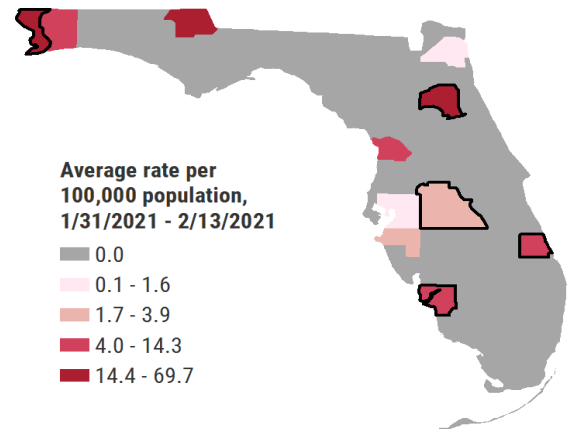 Average rate per
100,000 population,
1/31/2021 - 2/13/2021
0.0
0.1 - 1.6
1.7 - 3.9
4.0 - 14.3
14.4 - 69.7